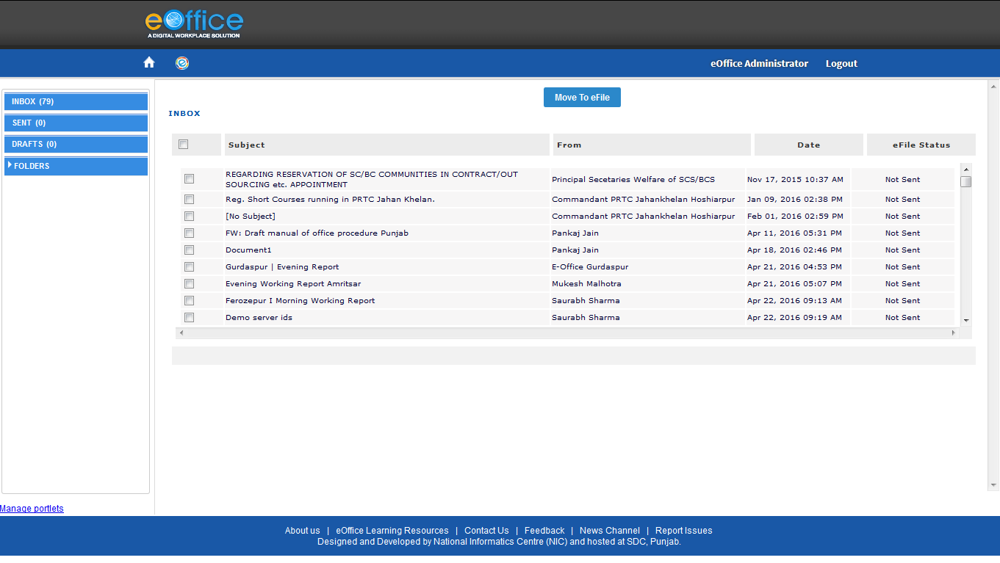 eOffice
A DIGITAL WORKPLACE SOLUTION
eOffice Administrator Logout
INBOX (79)
SENT (0)
DRAFTS (0)
FOLDERS
Manage portlets
Move To eFile
INBOX
Subject From Date eFile Status
REGARDING RESERVATION OF SC/BC COMMUNITIES IN CONTRACT/OUT
SOURCING etc. APPOINTMENT Principal Secetaries Welfare of SCS/BCS Nov 17, 2015 10:37 AM Not Sent
Reg. Short Courses running in PRTC Jahan Khelan. Commandant PRTC Jahankhelan Hoshiarpur Jan 09, 2016 02:38 PM Not Sent
[No Subject] Commandant PRTC Jahankhelan Hoshiarpur Feb 01, 2016 02:59 PM Not Sent
FW: Draft manual of office procedure Punjab Pankaj Jain Apr 11, 2016 05:31 PM Not Sent
Document1 Pankaj Jain Apr 18, 2016 02:46 PM Not Sent
Gurdaspur | Evening Report E-Office Gurdaspur Apr 21, 2016 04:53 PM Not Sent
Evening Working Report Amritsar Mukesh Malhotra Apr 21, 2016 05:07 PM Not Sent
Ferozepur I Morning Working Report Saurabh Sharma Apr 22, 2016 09:13 AM Not Sent
Demo server ids Saurabh Sharma Apr 22, 2016 09:19 AM Not Sent
About us | eOffice Learning Resources | Contact Us | Feedback | News Channel | Report Issues
Designed and Developed by National Informatics Centre (NIC) and hosted at SDC, Punjab.